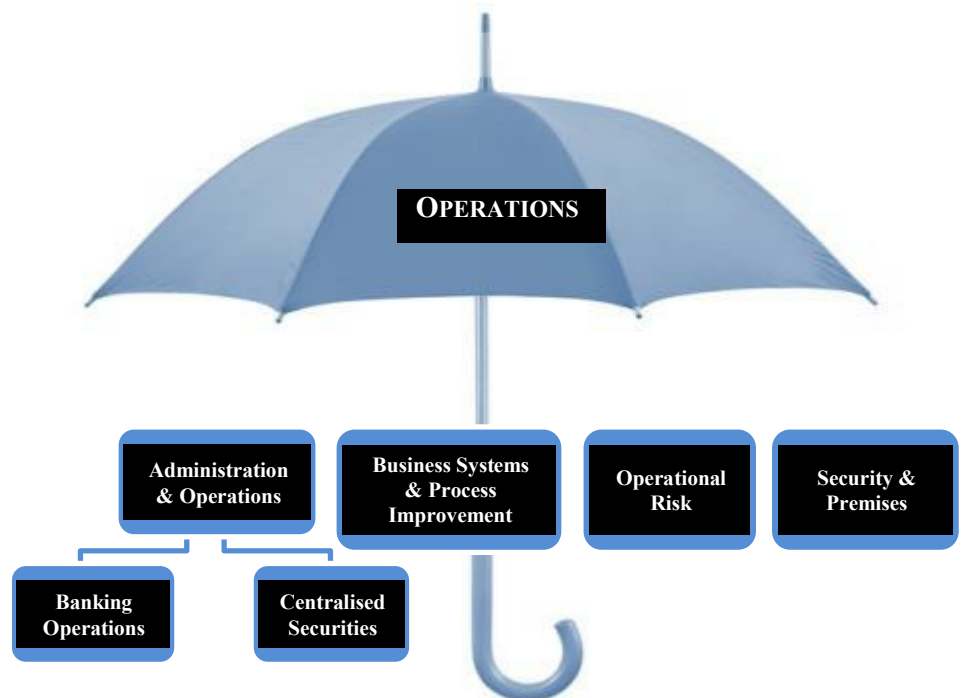 OPERATIONS
Administration
& Operations
Business Systems
& Process
Improvement
Operational
Risk
Security &
Premises
Banking
Operations
Centralised
Securities